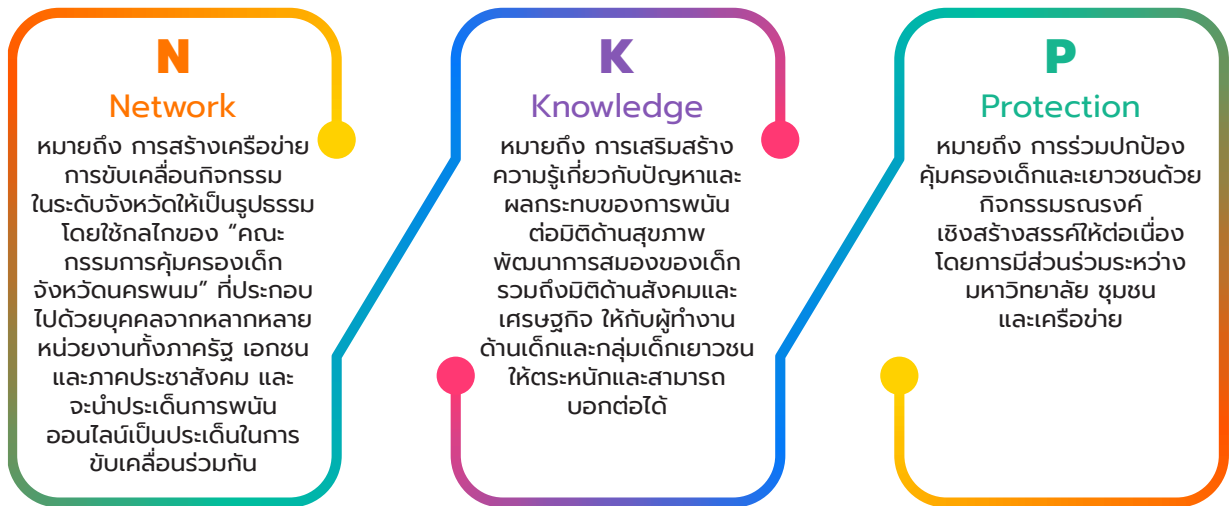 N
Network
หมายถึง การสร้างเครือข่าย
การขับเคลื่อนกิจกรรม
ในระดับจังหวัดให้เป็นรูปธรรม
โดยใช้กลไกของ “คณะ
กรรมการคุ้มครองเด็ก
จังหวัดนครพนม” ที่ประกอบ
ไปด้วยบุคคลจากหลากหลาย
หน่วยงานทั้งภาครัฐ เอกชน
และภาคประชาสังคม และ
จะนำประเด็นการพนัน
ออนไลน์เป็นประเด็นในการ
ขับเคลื่อนร่วมกัน
K
Knowledge
หมายถึง การเสริมสร้าง
ความรู้เกี่ยวกับปัญหาและ
ผลกระทบของการพนัน
ต่อมิติด้านสุขภาพ
พัฒนาการสมองของเด็ก
รวมถึงมิติด้านสังคมและ
เศรษฐกิจ ให้กับผู้ทำงาน
ด้านเด็กและกลุ่มเด็กเยาวชน
ให้ตระหนักและสามารถ
บอกต่อได้
P
Protection
หมายถึง การร่วมปกป้อง
คุ้มครองเด็กและเยาวชนด้วย
กิจกรรมรณรงค์
เชิงสร้างสรรค์ให้ต่อเนื่อง
โดยการมีส่วนร่วมระหว่าง
มหาวิทยาลัย ชุมชน
และเครือข่าย